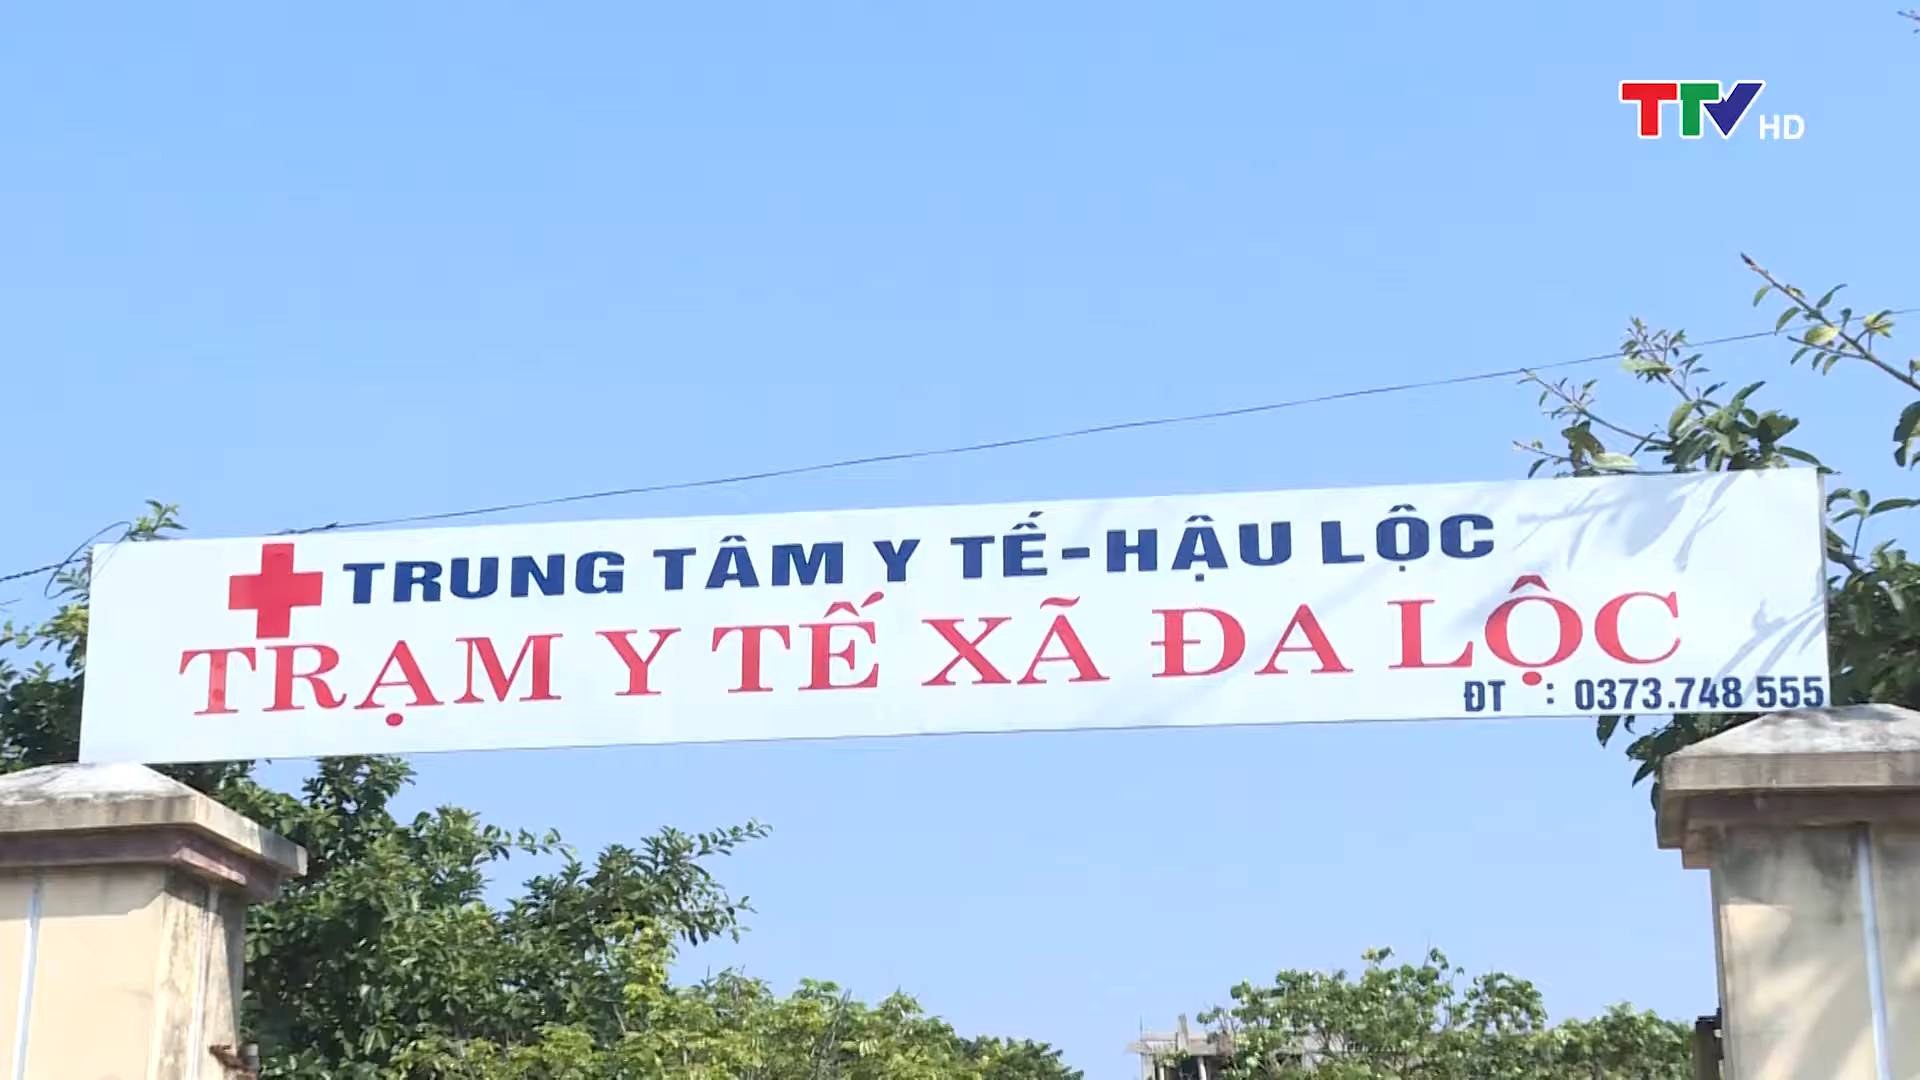 TTV HD
TRUNG TÂM Y TẾ-HẬU LỘC
TRẠM Y TẾ XÃ ĐA LỘC
ĐT : 0373.748 555